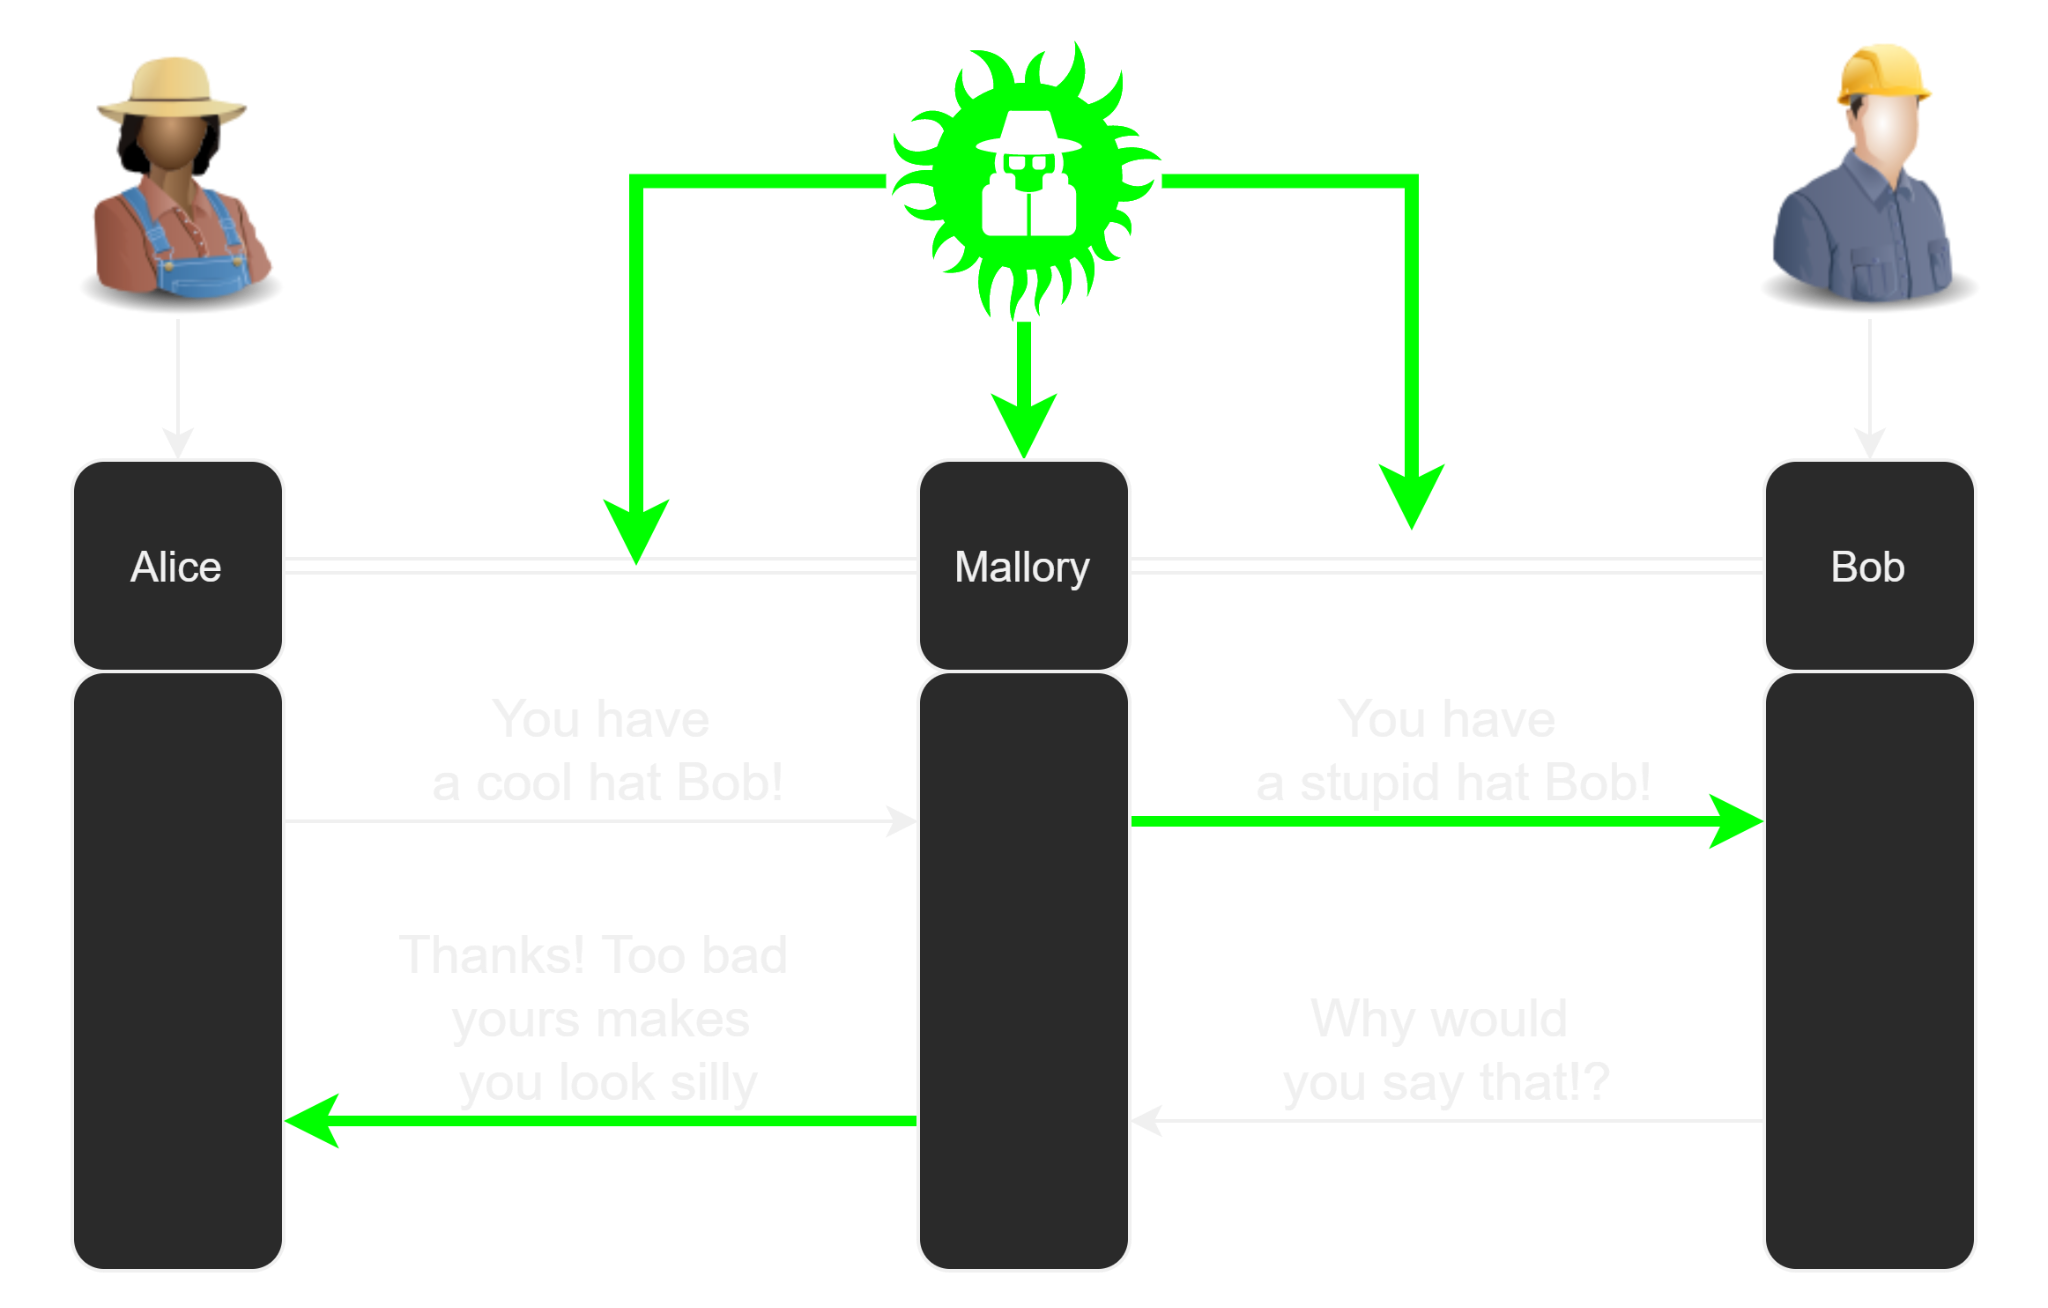 Alice
Mallory
Bob
You have
a cool hat Bob!
You have
a stupid hat Bob!
Thanks! Too bad
yours makes
you look silly
Why would
you say that!?